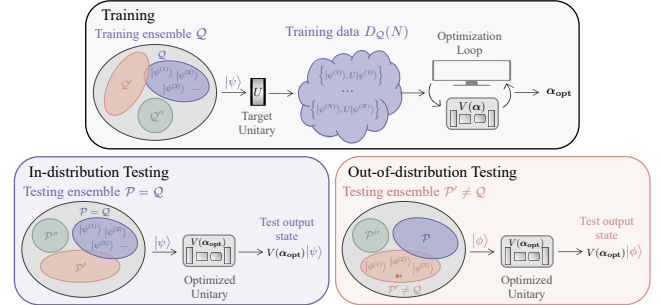 Training
Training ensemble 𝒬
𝒬
|ψ⁽¹⁾⟩ |ψ⁽²⁾⟩
|ψ⁽³⟩⟩ ...
𝒬′
𝒬″
|ψ⟩
U
Target
Unitary
Training data D_𝒬(N)
{|ψ⁽¹⁾⟩, U|ψ⁽¹⁾⟩}
...
{|ψ⁽ᴺ⁾⟩, U|ψ⁽ᴺ⁾⟩}
Optimization
Loop
V(α)
α_opt
In-distribution Testing
Testing ensemble 𝒫 = 𝒬
𝒫 = 𝒬
|ψ⁽¹⁾⟩ |ψ⁽²⁾⟩
|ψ⁽³⁾⟩ ...
𝒫″
𝒫′
|ψ⟩
V(α_opt)
Optimized
Unitary
Test output
state
V(α_opt)|ψ⟩
Out-of-distribution Testing
Testing ensemble 𝒫′ ≠ 𝒬
𝒫″
𝒫
|ϕ⁽¹⁾⟩ |ϕ⁽²⁾⟩ |ϕ⁽³⁾⟩
𝒫′ ≠ 𝒬
|ϕ⟩
V(α_opt)
Optimized
Unitary
Test output
state
V(α_opt)|ϕ⟩